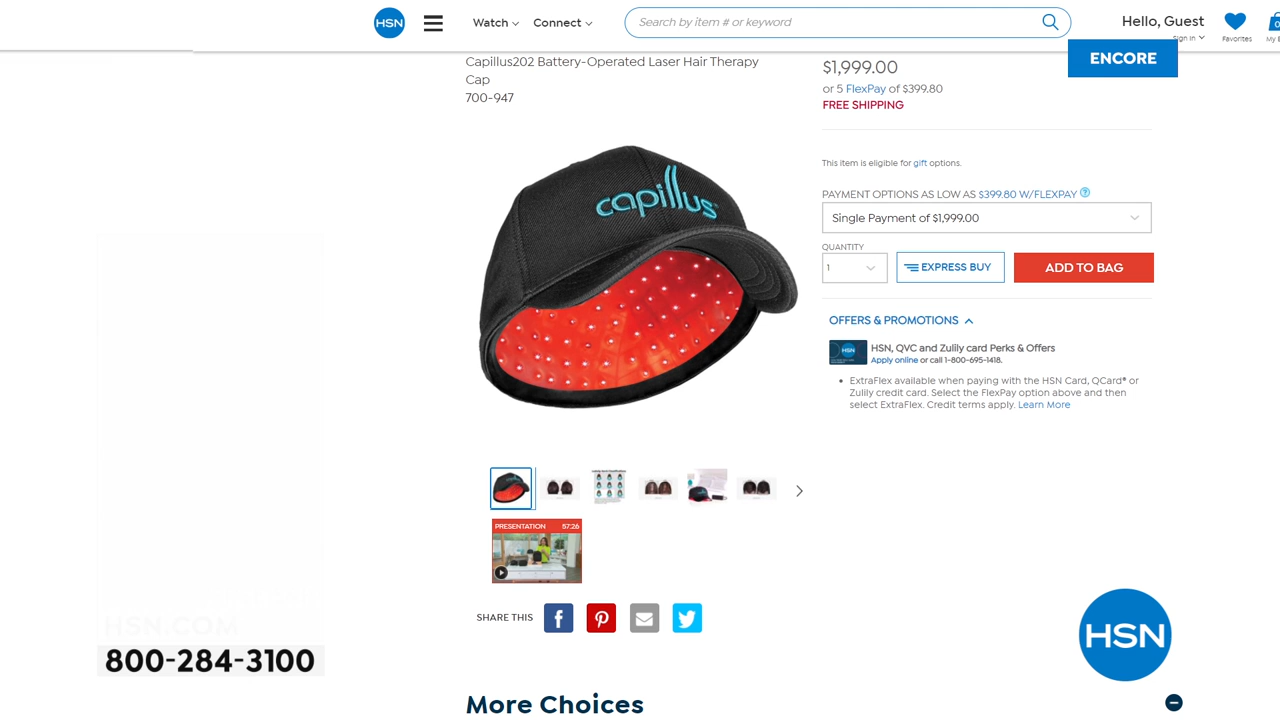 HSN
Watch
Connect
Search by item # or keyword
Hello, Guest
Sign In
Favorites
0
My
ENCORE
Capillus202 Battery-Operated Laser Hair Therapy
Cap
700-947
$1,999.00
or 5 FlexPay of $399.80
FREE SHIPPING
This item is eligible for gift options.
PAYMENT OPTIONS AS LOW AS $399.80 W/FLEXPAY ?
Single Payment of $1,999.00
QUANTITY
1
EXPRESS BUY
ADD TO BAG
OFFERS & PROMOTIONS
HSN
HSN, QVC and Zulily card Perks & Offers
Apply online or call 1-800-695-1418.
• ExtraFlex available when paying with the HSN Card, QCard® or
Zulily credit card. Select the FlexPay option above and then
select ExtraFlex. Credit terms apply. Learn More
capillus®
PRESENTATION 57:26
SHARE THIS
HSN.COM
800-284-3100
HSN
More Choices